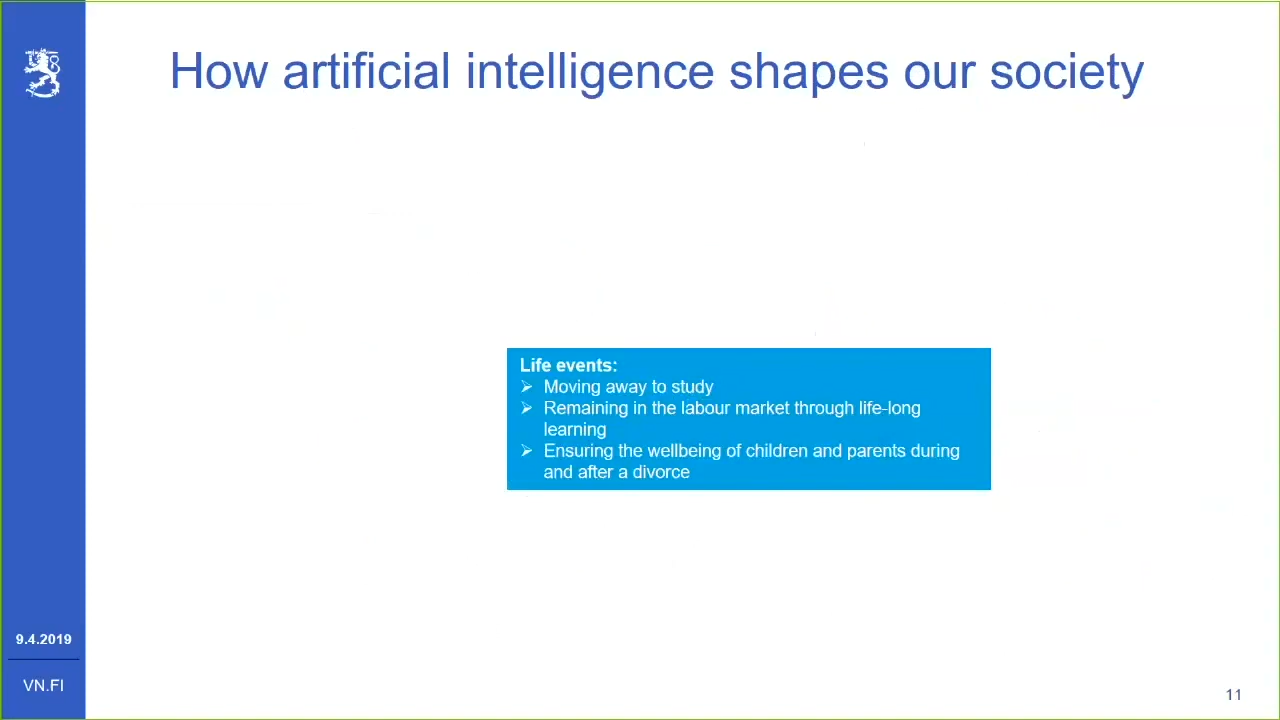 How artificial intelligence shapes our society
Life events:
➢ Moving away to study
➢ Remaining in the labour market through life-long
learning
➢ Ensuring the wellbeing of children and parents during
and after a divorce
9.4.2019
VN.FI
11